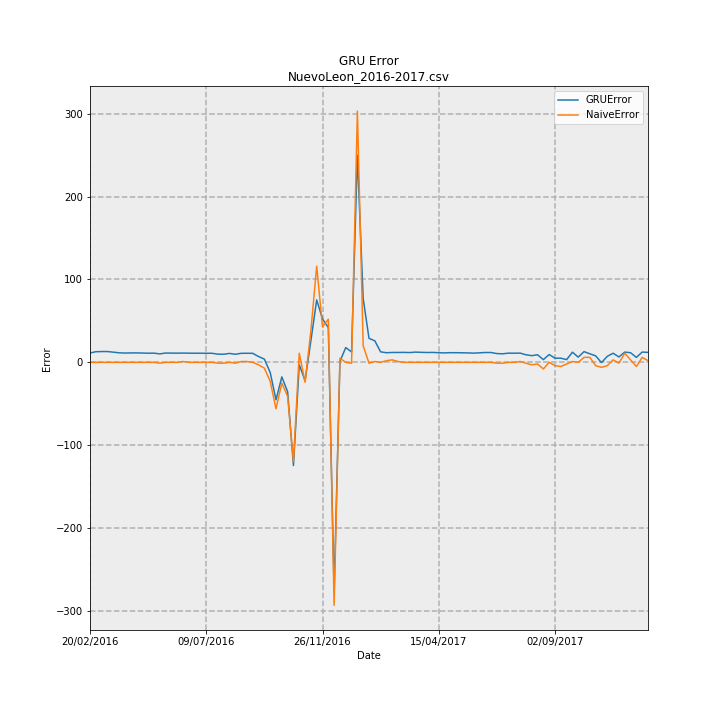 GRU Error
NuevoLeon_2016-2017.csv
GRUError
NaiveError
300
200
100
0
−100
−200
−300
Error
20/02/2016
09/07/2016
26/11/2016
15/04/2017
02/09/2017
Date